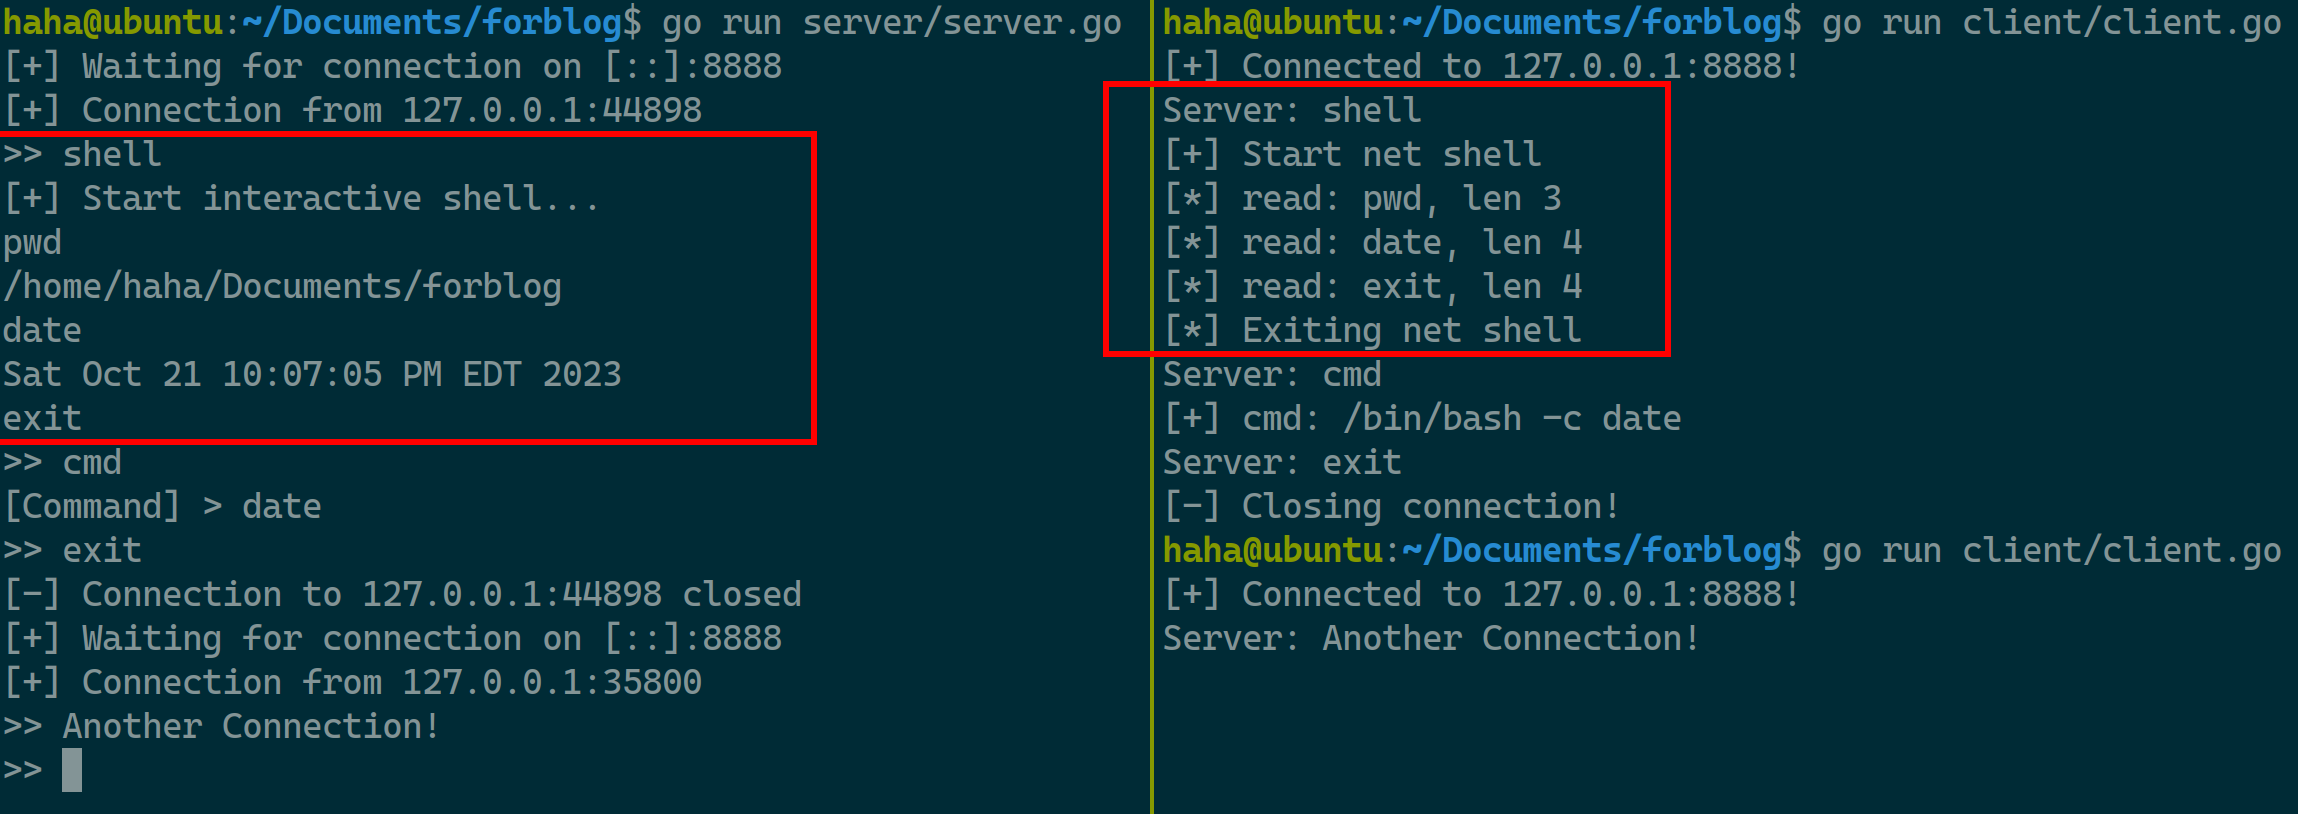 haha@ubuntu:~/Documents/forblog$ go run server/server.go
[+] Waiting for connection on [::]:8888
[+] Connection from 127.0.0.1:44898
>> shell
[+] Start interactive shell...
pwd
/home/haha/Documents/forblog
date
Sat Oct 21 10:07:05 PM EDT 2023
exit
>> cmd
[Command] > date
>> exit
[-] Connection to 127.0.0.1:44898 closed
[+] Waiting for connection on [::]:8888
[+] Connection from 127.0.0.1:35800
>> Another Connection!
>>
haha@ubuntu:~/Documents/forblog$ go run client/client.go
[+] Connected to 127.0.0.1:8888!
Server: shell
[+] Start net shell
[*] read: pwd, len 3
[*] read: date, len 4
[*] read: exit, len 4
[*] Exiting net shell
Server: cmd
[+] cmd: /bin/bash -c date
Server: exit
[-] Closing connection!
haha@ubuntu:~/Documents/forblog$ go run client/client.go
[+] Connected to 127.0.0.1:8888!
Server: Another Connection!